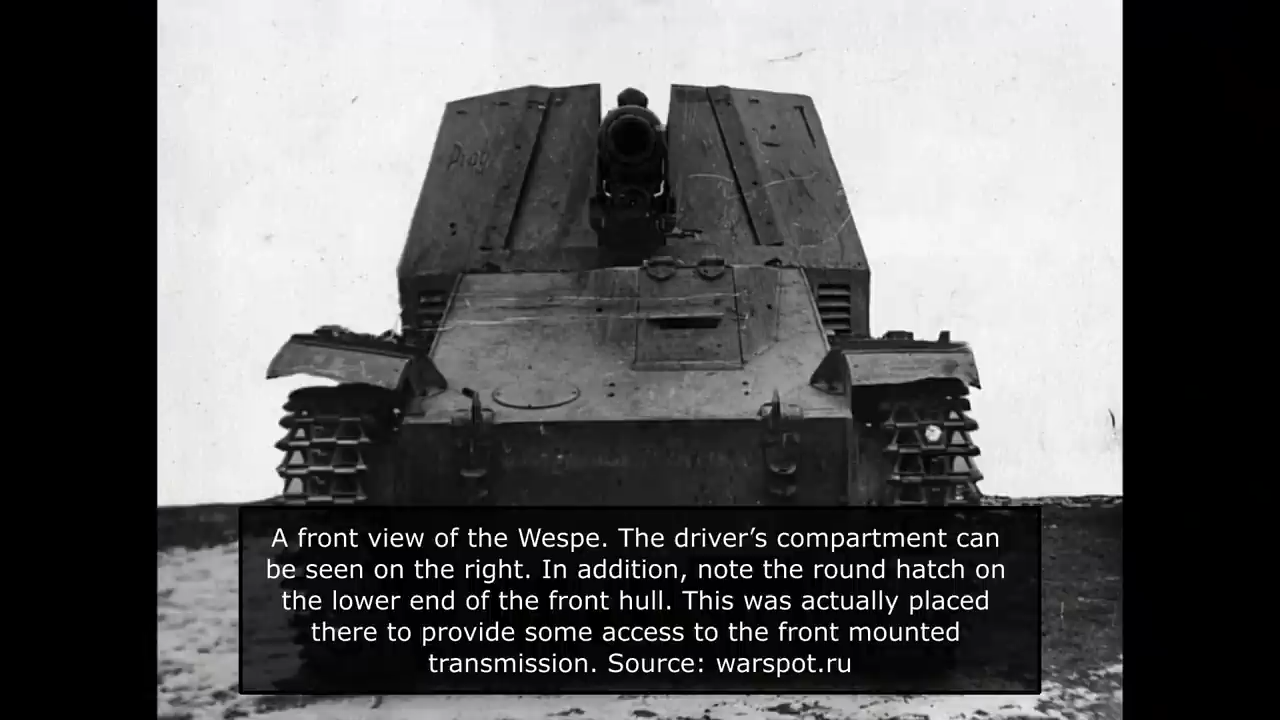 A front view of the Wespe. The driver’s compartment can
be seen on the right. In addition, note the round hatch on
the lower end of the front hull. This was actually placed
there to provide some access to the front mounted
transmission. Source: warspot.ru